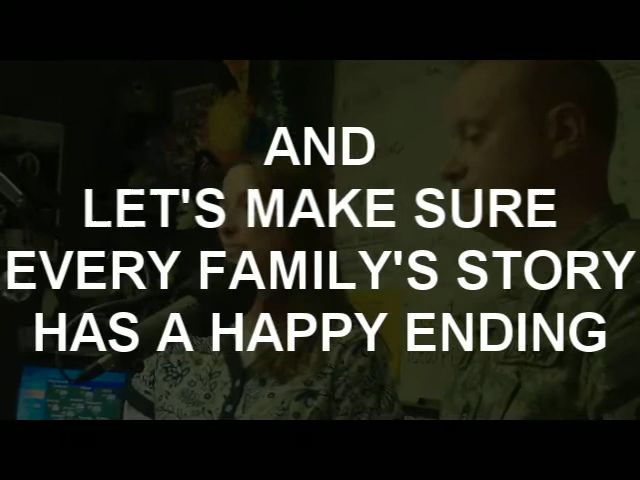 AND
LET'S MAKE SURE
EVERY FAMILY'S STORY
HAS A HAPPY ENDING